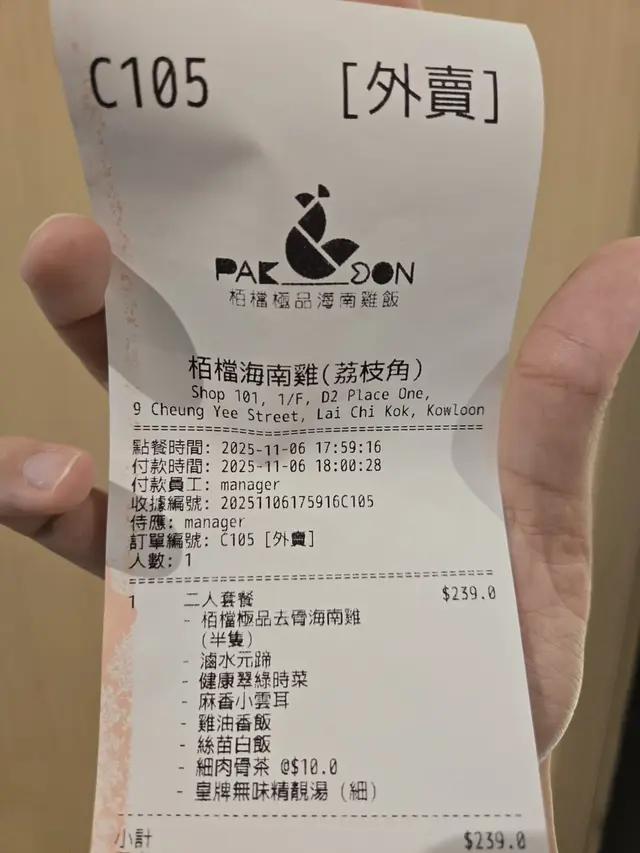 C105 [外賣]
PAK DON
栢檔極品海南雞飯
栢檔海南雞(荔枝角)
Shop 101, 1/F, D2 Place One,
9 Cheung Yee Street, Lai Chi Kok, Kowloon
點餐時間: 2025-11-06 17:59:16
付款時間: 2025-11-06 18:00:28
付款員工: manager
收據編號: 20251106175916C105
侍應: manager
訂單編號: C105 [外賣]
人數: 1
1 二人套餐 $239.0
- 栢檔極品去骨海南雞
(半隻)
- 滷水元蹄
- 健康翠綠時菜
- 麻香小雲耳
- 雞油香飯
- 絲苗白飯
- 細肉骨茶 @$10.0
- 皇牌無味精靚湯 (細)
小計 $239.0